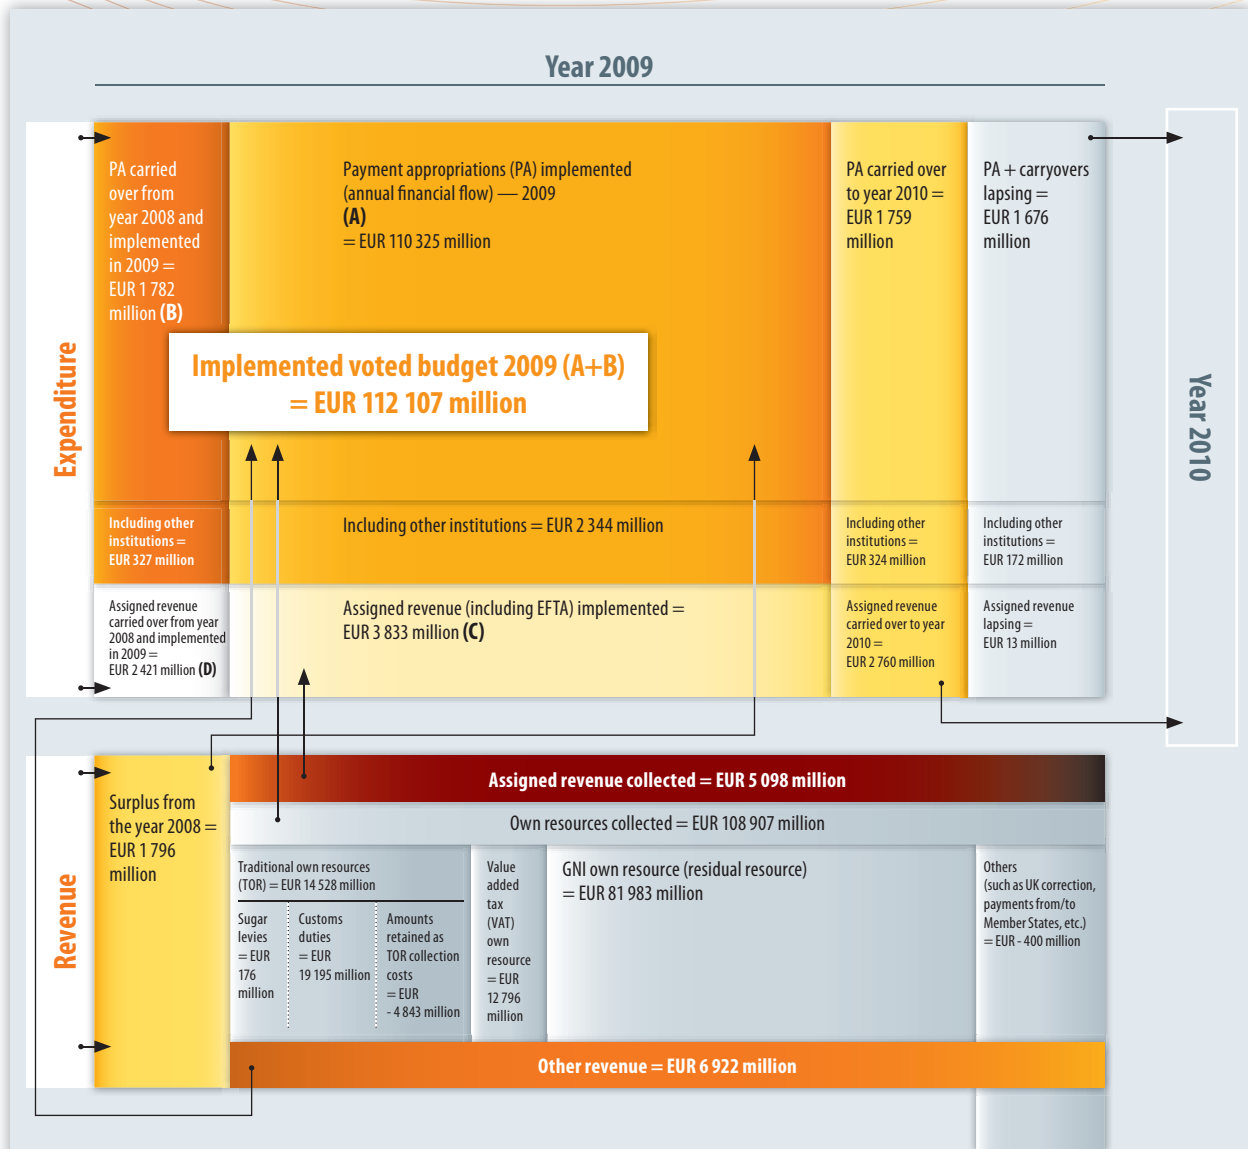 Year 2009
Expenditure
PA carried
over from
year 2008 and
implemented
in 2009 =
EUR 1 782
million (B)
Payment appropriations (PA) implemented
(annual financial flow) — 2009
(A)
= EUR 110 325 million
PA carried over
to year 2010 =
EUR 1 759
million
PA + carryovers
lapsing =
EUR 1 676
million
Implemented voted budget 2009 (A+B)
= EUR 112 107 million
Year 2010
Including other
institutions =
EUR 327 million
Including other institutions = EUR 2 344 million
Including other
institutions =
EUR 324 million
Including other
institutions =
EUR 172 million
Assigned revenue
carried over from year
2008 and implemented
in 2009 =
EUR 2 421 million (D)
Assigned revenue (including EFTA) implemented =
EUR 3 833 million (C)
Assigned revenue
carried over to year
2010 =
EUR 2 760 million
Assigned revenue
lapsing =
EUR 13 million
Revenue
Surplus from
the year 2008 =
EUR 1 796
million
Assigned revenue collected = EUR 5 098 million
Own resources collected = EUR 108 907 million
Traditional own resources
(TOR) = EUR 14 528 million
Sugar
levies
= EUR
176
million
Customs
duties
= EUR
19 195 million
Amounts
retained as
TOR collection
costs
= EUR
- 4 843 million
Value
added
tax
(VAT)
own
resource
= EUR
12 796
million
GNI own resource (residual resource)
= EUR 81 983 million
Others
(such as UK correction,
payments from/to
Member States, etc.)
= EUR - 400 million
Other revenue = EUR 6 922 million